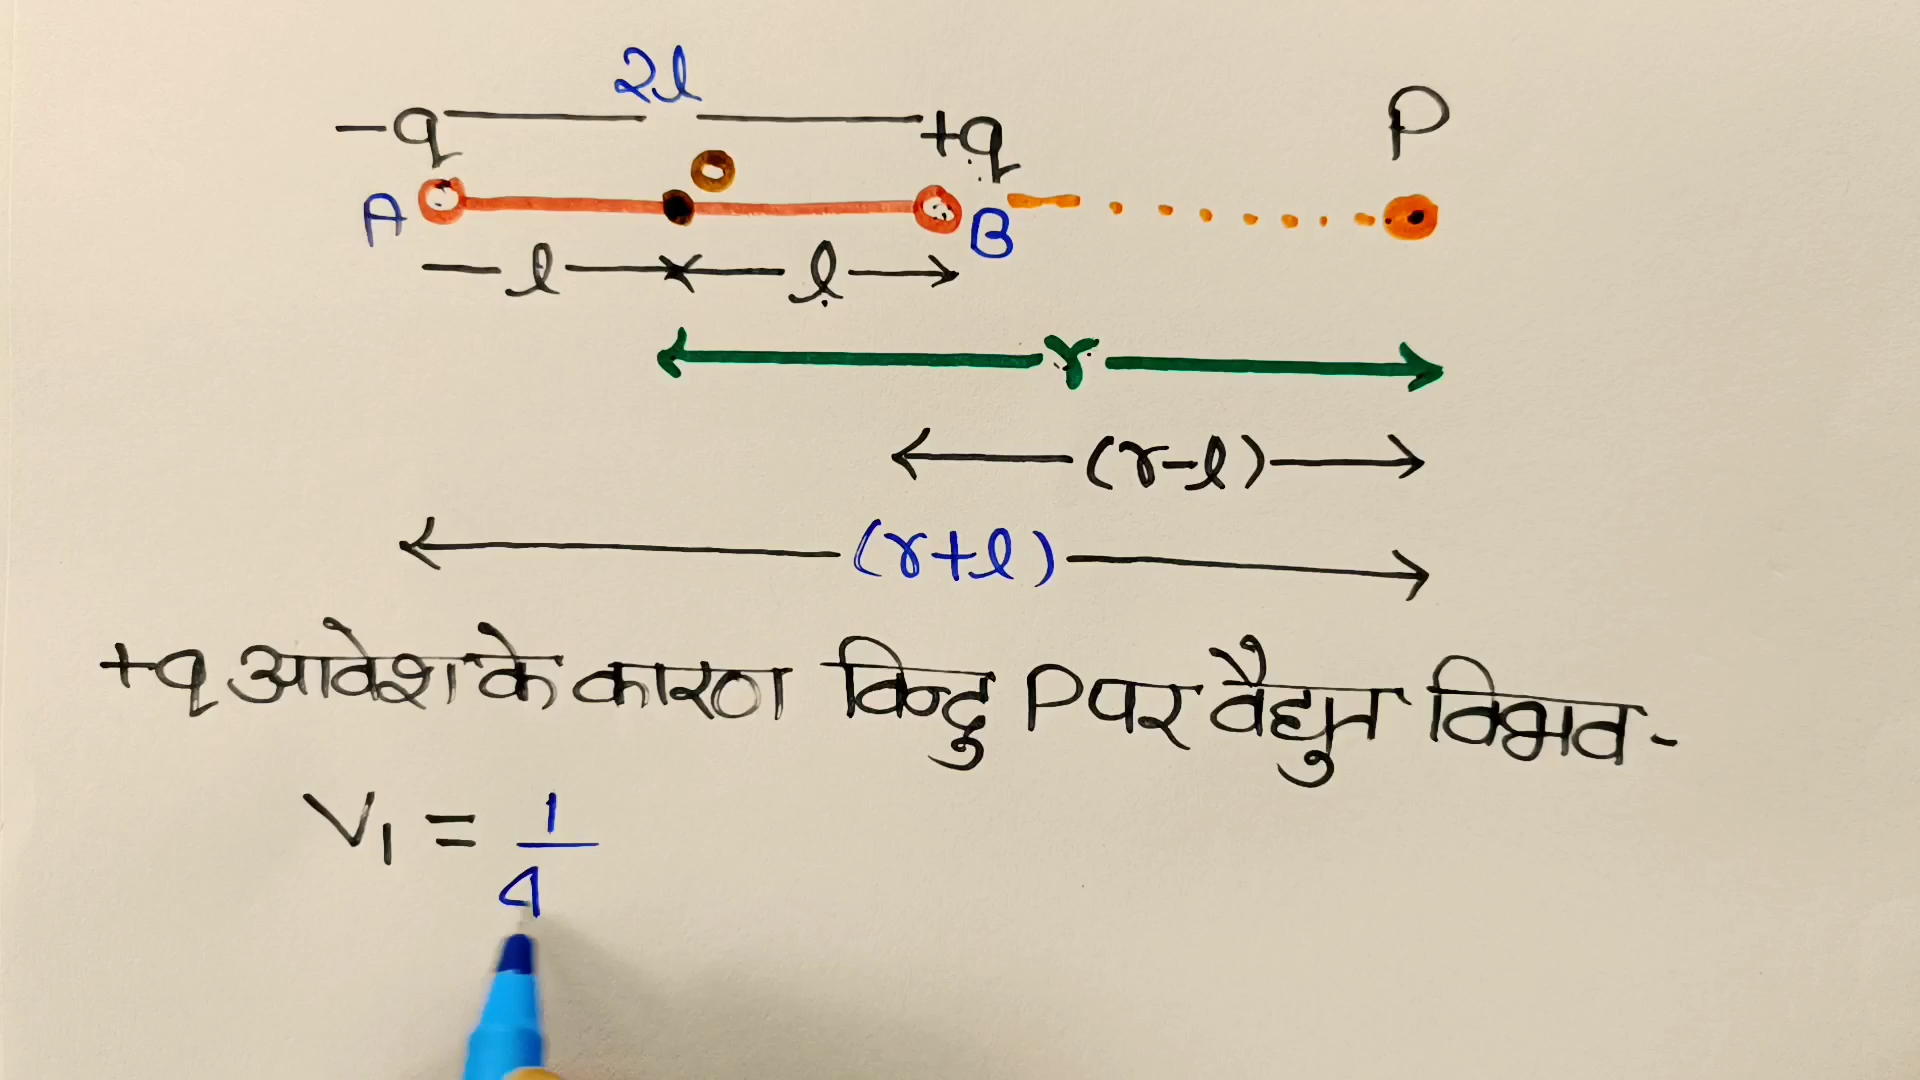 2l
-q +q P
O
A B
l l
r
(r-l)
(r+l)
+q आवेश के कारण बिन्दु P पर वैद्युत विभव -
V₁ = 1/4